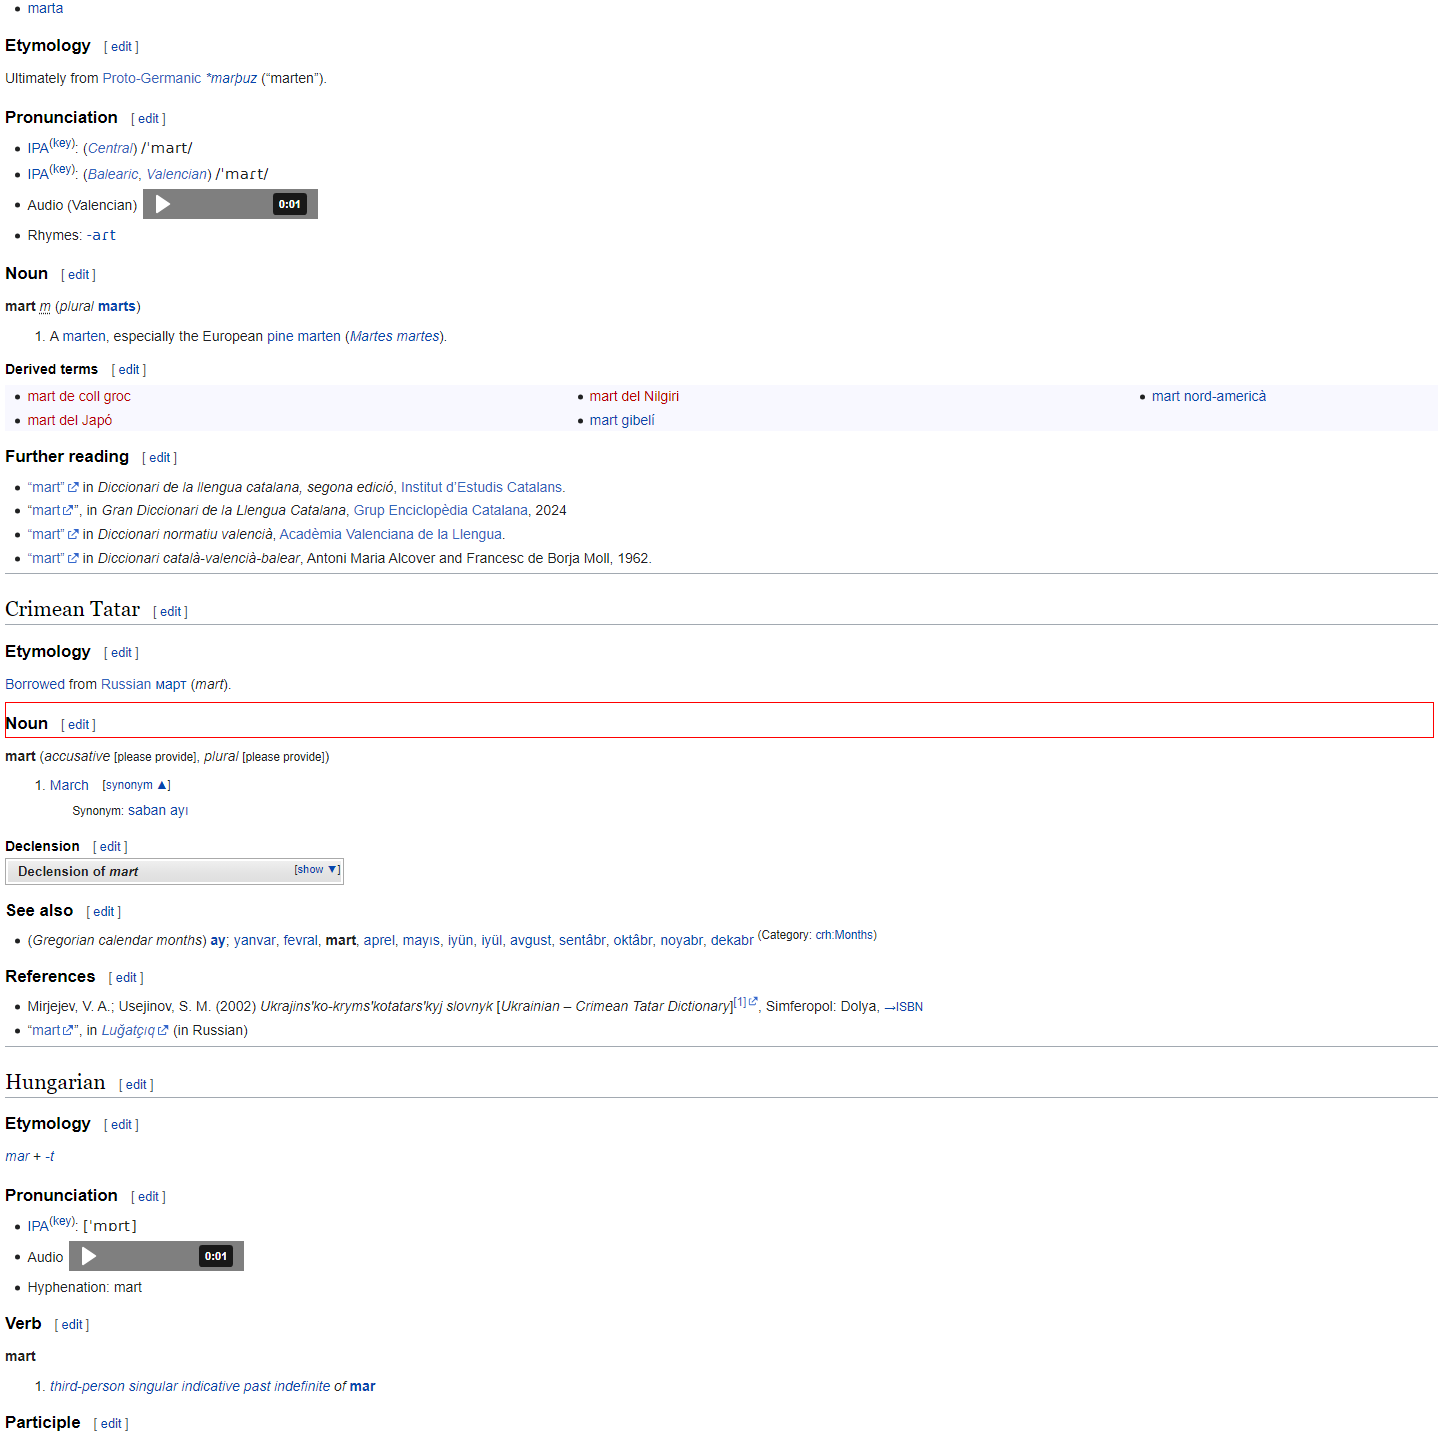 marta
Etymology [ edit ]
Ultimately from Proto-Germanic *marþuz (“marten”).
Pronunciation [ edit ]
IPA(key): (Central) /ˈmart/
IPA(key): (Balearic, Valencian) /ˈmaɾt/
Audio (Valencian) 0:01
Rhymes: -aɾt
Noun [ edit ]
mart m (plural marts)
1. A marten, especially the European pine marten (Martes martes).
Derived terms [ edit ]
mart de coll groc
mart del Japó
mart del Nilgiri
mart gibelí
mart nord-americà
Further reading [ edit ]
“mart” in Diccionari de la llengua catalana, segona edició, Institut d’Estudis Catalans.
“mart”, in Gran Diccionari de la Llengua Catalana, Grup Enciclopèdia Catalana, 2024
“mart” in Diccionari normatiu valencià, Acadèmia Valenciana de la Llengua.
“mart” in Diccionari català-valencià-balear, Antoni Maria Alcover and Francesc de Borja Moll, 1962.
Crimean Tatar [ edit ]
Etymology [ edit ]
Borrowed from Russian март (mart).
Noun [ edit ]
mart (accusative [please provide], plural [please provide])
1. March [synonym ▲]
Synonym: saban ayı
Declension [ edit ]
Declension of mart [show ▼]
See also [ edit ]
(Gregorian calendar months) ay; yanvar, fevral, mart, aprel, mayıs, iyün, iyül, avgust, sentâbr, oktâbr, noyabr, dekabr (Category: crh:Months)
References [ edit ]
Mirjejev, V. A.; Usejinov, S. M. (2002) Ukrajinsʹko-krymsʹkotatarsʹkyj slovnyk [Ukrainian – Crimean Tatar Dictionary][1], Simferopol: Dolya, →ISBN
“mart”, in Luğatçıq (in Russian)
Hungarian [ edit ]
Etymology [ edit ]
mar + -t
Pronunciation [ edit ]
IPA(key): [ˈmɒrt]
Audio 0:01
Hyphenation: mart
Verb [ edit ]
mart
1. third-person singular indicative past indefinite of mar
Participle [ edit ]